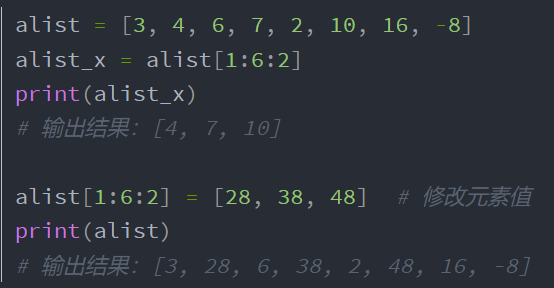 alist = [3, 4, 6, 7, 2, 10, 16, -8]
alist_x = alist[1:6:2]
print(alist_x)
# 输出结果：[4, 7, 10]
alist[1:6:2] = [28, 38, 48]  # 修改元素值
print(alist)
# 输出结果：[3, 28, 6, 38, 2, 48, 16, -8]